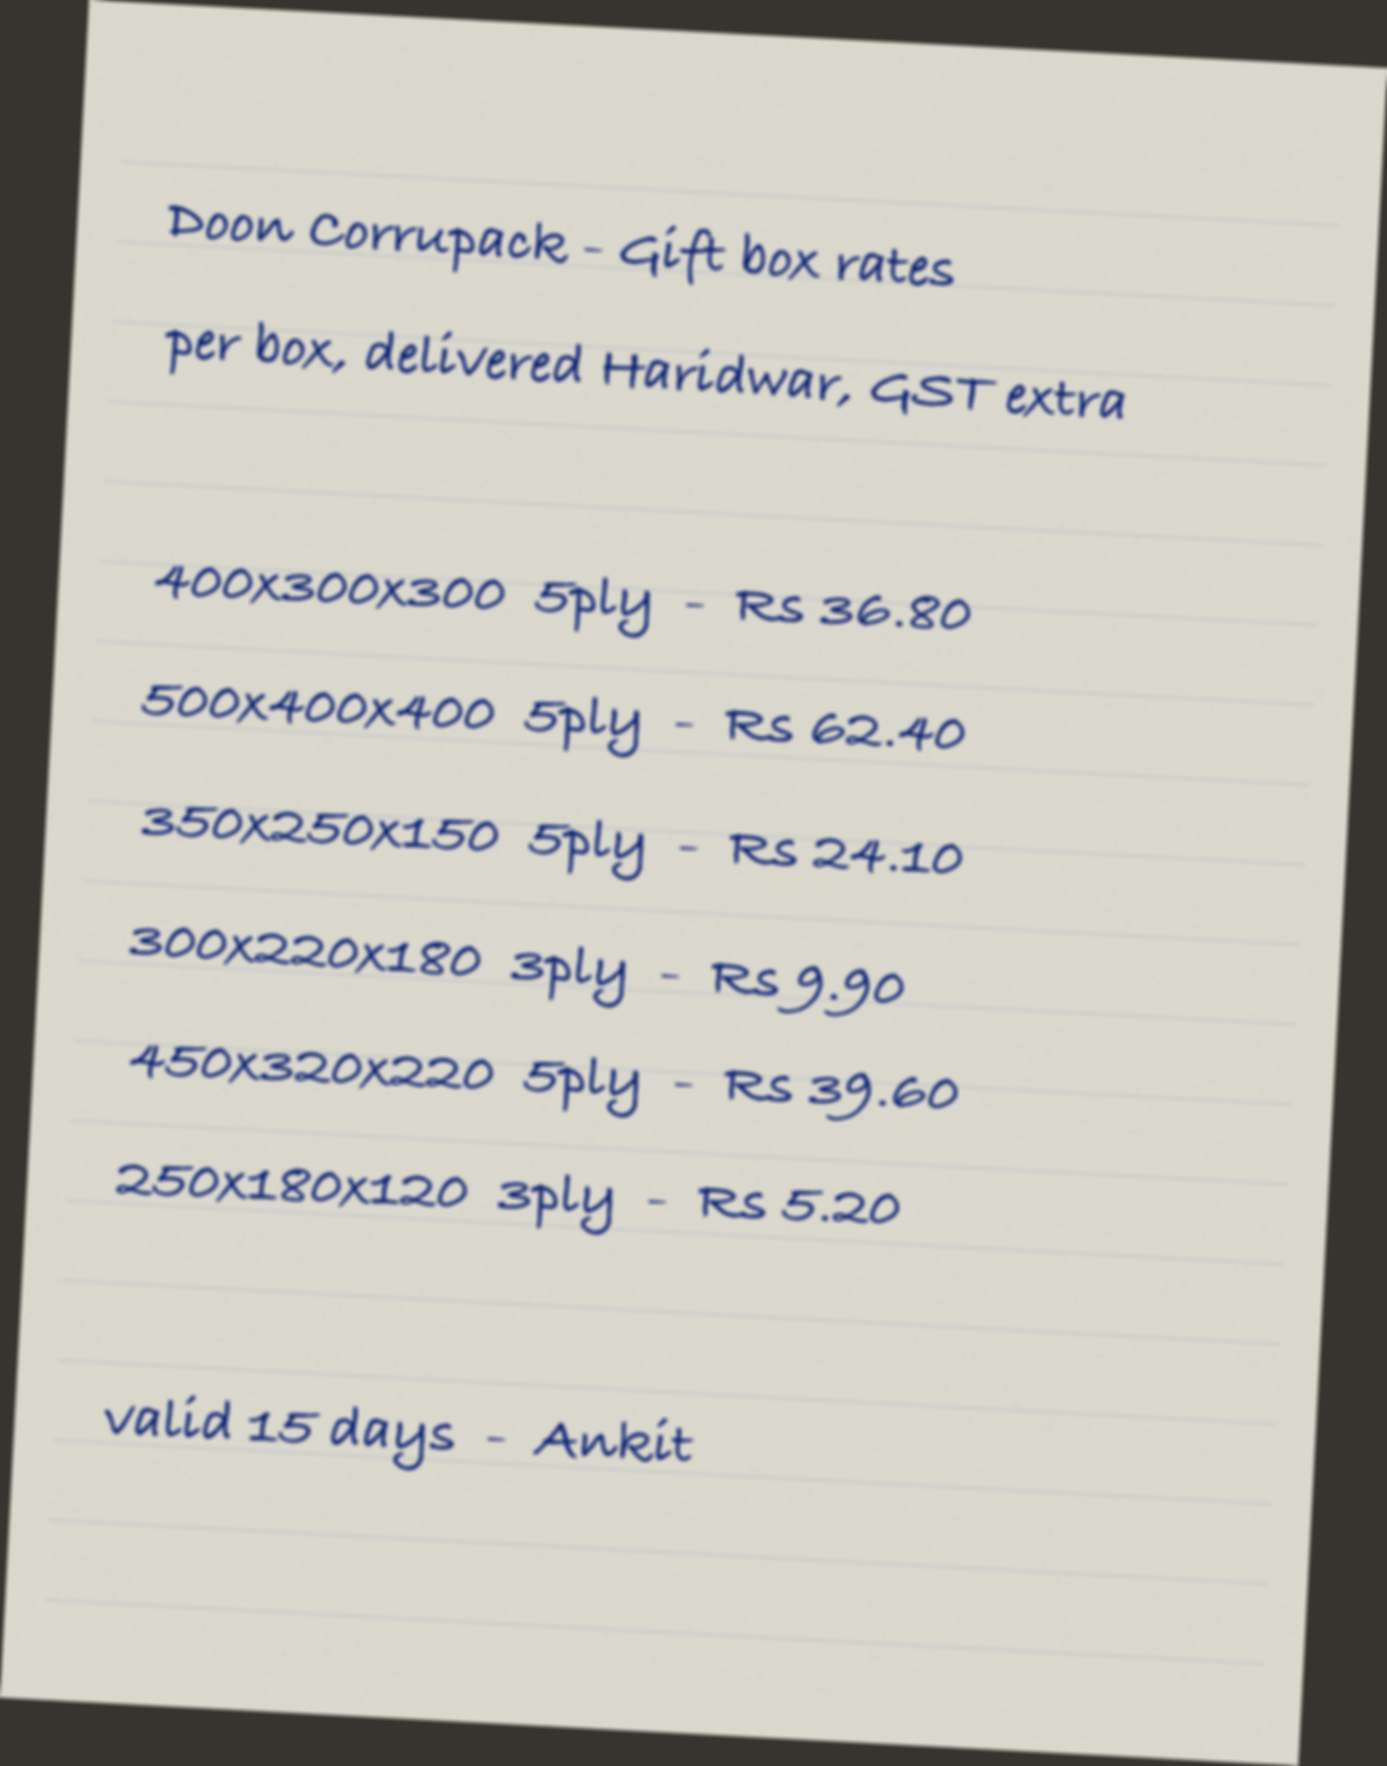 Doon Corrupack - Gift box rates
per box, delivered Haridwar, GST extra
400x300x300 5ply - Rs 36.80
500x400x400 5ply - Rs 62.40
350x250x150 5ply - Rs 24.10
300x220x180 3ply - Rs 9.90
450x320x220 5ply - Rs 39.60
250x180x120 3ply - Rs 5.20
valid 15 days - Ankit